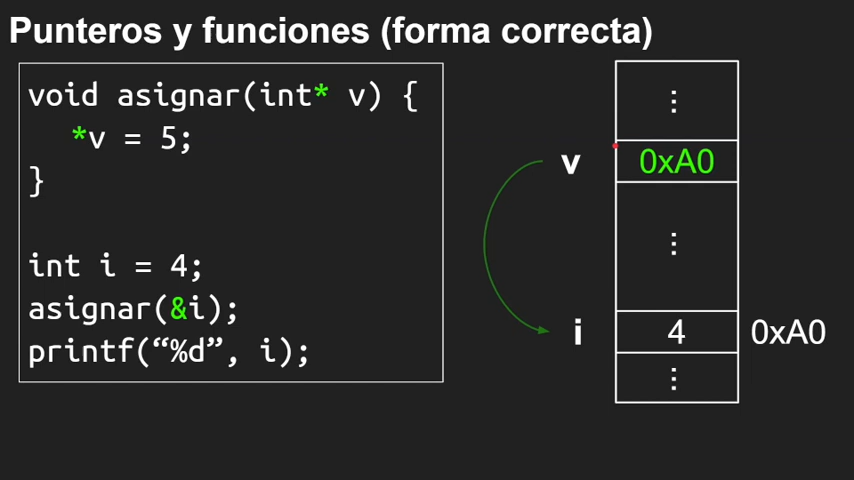 Punteros y funciones (forma correcta)
void asignar(int* v) {
*v = 5;
}
int i = 4;
asignar(&i);
printf(“%d”, i);
⋮
v 0xA0
⋮
i 4 0xA0
⋮